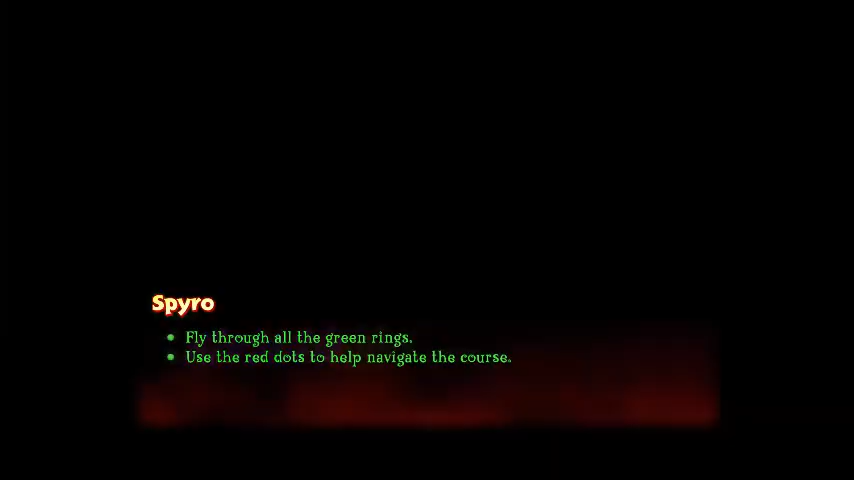 Spyro
• Fly through all the green rings.
• Use the red dots to help navigate the course.